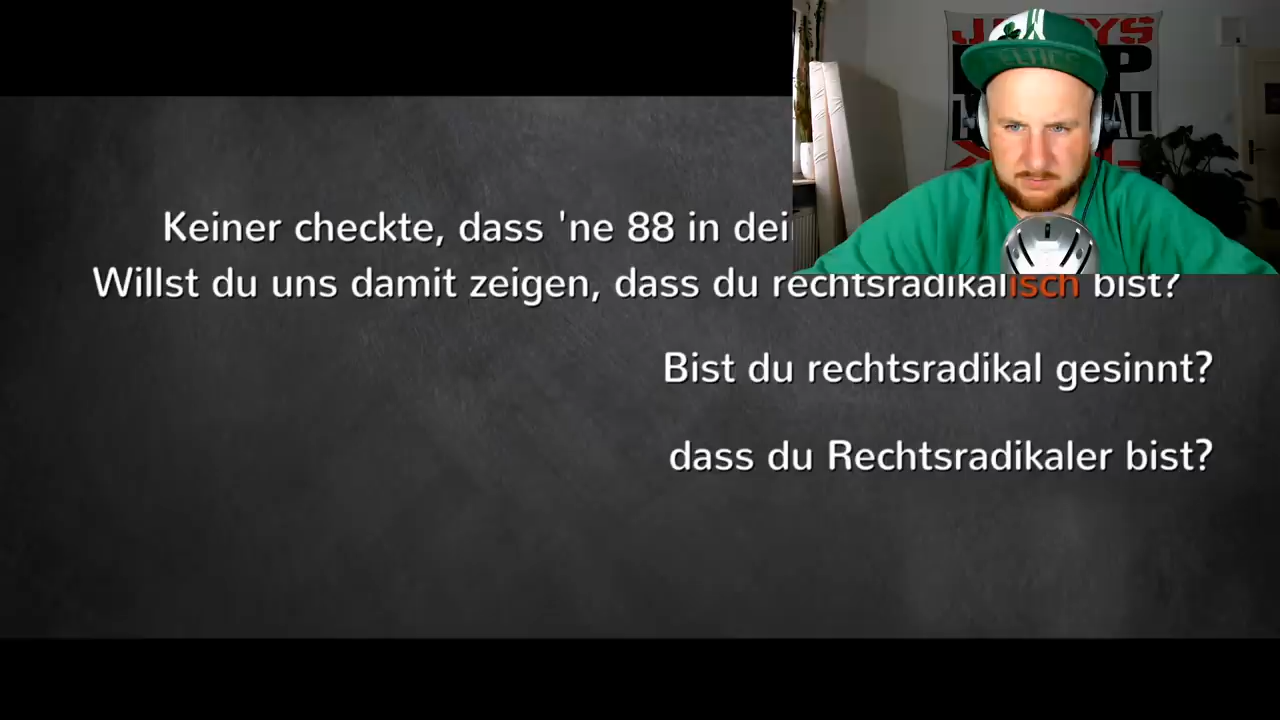 Keiner checkte, dass 'ne 88 in dei
Willst du uns damit zeigen, dass du rechtsradikalisch bist?
Bist du rechtsradikal gesinnt?
dass du Rechtsradikaler bist?
CELTICS